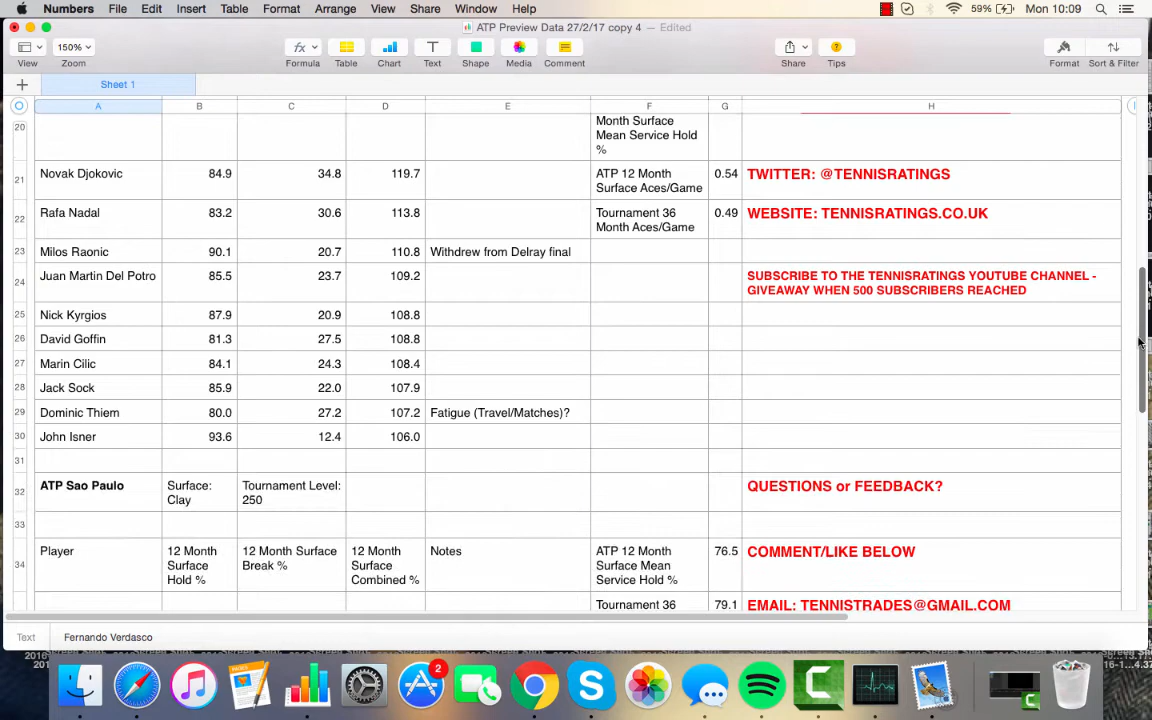 Numbers File Edit Insert Table Format Arrange View Share Window Help 59% Mon 10:09
ATP Preview Data 27/2/17 copy 4 — Edited
150%
View Zoom Formula Table Chart Text Shape Media Comment Share Tips Format Sort & Filter
Sheet 1
A B C D E F G H
20 Month Surface
Mean Service Hold
%
21 Novak Djokovic 84.9 34.8 119.7 ATP 12 Month 0.54 TWITTER: @TENNISRATINGS
Surface Aces/Game
22 Rafa Nadal 83.2 30.6 113.8 Tournament 36 0.49 WEBSITE: TENNISRATINGS.CO.UK
Month Aces/Game
23 Milos Raonic 90.1 20.7 110.8 Withdrew from Delray final
24 Juan Martin Del Potro 85.5 23.7 109.2 SUBSCRIBE TO THE TENNISRATINGS YOUTUBE CHANNEL -
GIVEAWAY WHEN 500 SUBSCRIBERS REACHED
25 Nick Kyrgios 87.9 20.9 108.8
26 David Goffin 81.3 27.5 108.8
27 Marin Cilic 84.1 24.3 108.4
28 Jack Sock 85.9 22.0 107.9
29 Dominic Thiem 80.0 27.2 107.2 Fatigue (Travel/Matches)?
30 John Isner 93.6 12.4 106.0
31
32 ATP Sao Paulo Surface: Tournament Level: QUESTIONS or FEEDBACK?
Clay 250
33
34 Player 12 Month 12 Month Surface 12 Month Notes ATP 12 Month 76.5 COMMENT/LIKE BELOW
Surface Break % Surface Surface Mean
Hold % Combined % Service Hold %
Tournament 36 79.1 EMAIL: TENNISTRADES@GMAIL.COM
Text Fernando Verdasco
2